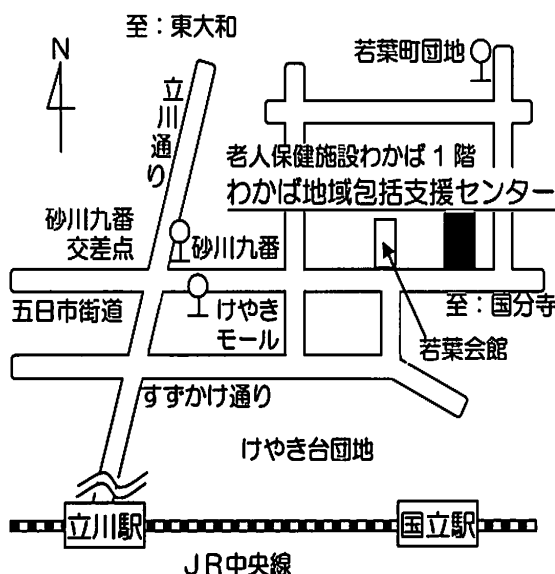 至：東大和
N
若葉町団地
立川通り
老人保健施設わかば１階
わかば地域包括支援センター
砂川九番
交差点
砂川九番
五日市街道
けやき
モール
至：国分寺
若葉会館
すずかけ通り
けやき台団地
立川駅
国立駅
ＪＲ中央線